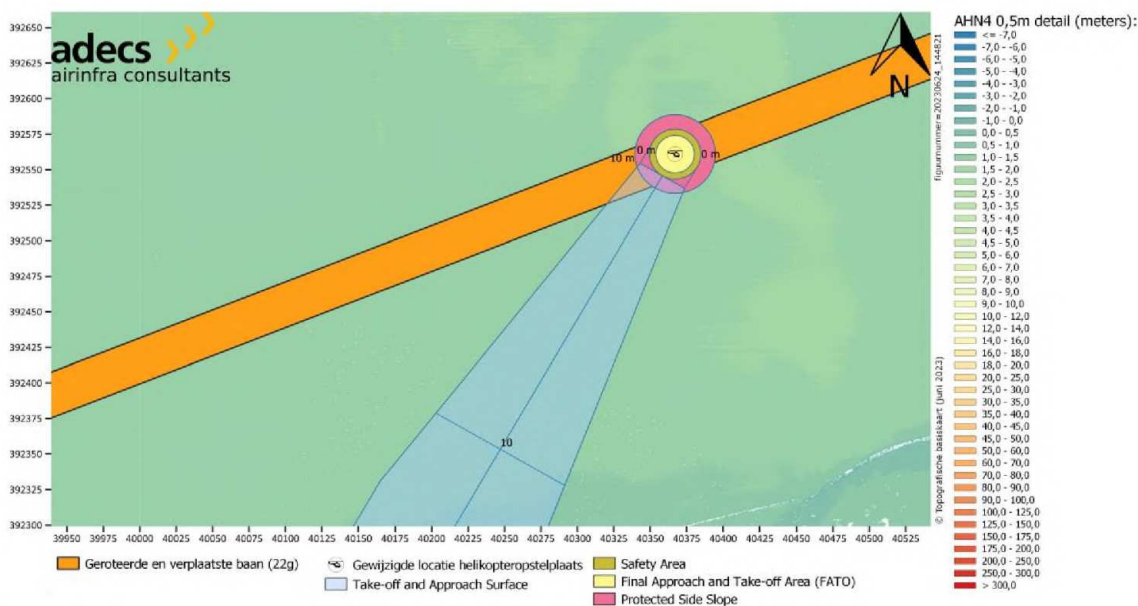 adecs
airinfra consultants
392650
392625
392600
392575
392550
392525
392500
392475
392450
392425
392400
392375
392350
392325
392300
39950 39975 40000 40025 40050 40075 40100 40125 40150 40175 40200 40225 40250 40275 40300 40325 40350 40375 40400 40425 40450 40475 40500 40525
10 m
0 m
0 m
10
N
figuurnummer=20230624_144821
© Topografische basiskaart (juni 2023)
AHN4 0,5m detail (meters):
<= -7,0
-7,0 - -6,0
-6,0 - -5,0
-5,0 - -4,0
-4,0 - -3,0
-3,0 - -2,0
-2,0 - -1,0
-1,0 - 0,0
0,0 - 0,5
0,5 - 1,0
1,0 - 1,5
1,5 - 2,0
2,0 - 2,5
2,5 - 3,0
3,0 - 3,5
3,5 - 4,0
4,0 - 4,5
4,5 - 5,0
5,0 - 6,0
6,0 - 7,0
7,0 - 8,0
8,0 - 9,0
9,0 - 10,0
10,0 - 12,0
12,0 - 14,0
14,0 - 16,0
16,0 - 18,0
18,0 - 20,0
20,0 - 25,0
25,0 - 30,0
30,0 - 35,0
35,0 - 40,0
40,0 - 45,0
45,0 - 50,0
50,0 - 60,0
60,0 - 70,0
70,0 - 80,0
80,0 - 90,0
90,0 - 100,0
100,0 - 125,0
125,0 - 150,0
150,0 - 175,0
175,0 - 200,0
200,0 - 250,0
250,0 - 300,0
> 300,0
Geroteerde en verplaatste baan (22g)
Gewijzigde locatie helikopteropstelplaats
Take-off and Approach Surface
Safety Area
Final Approach and Take-off Area (FATO)
Protected Side Slope